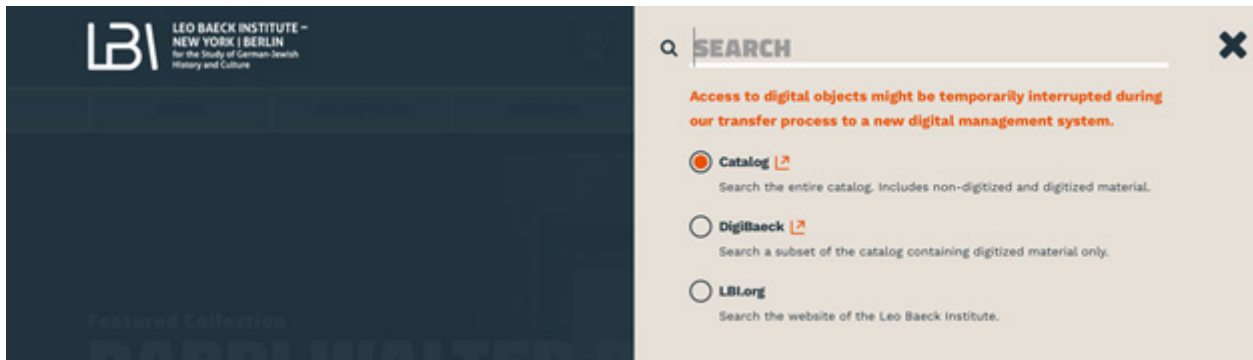 LBI
LEO BAECK INSTITUTE –
NEW YORK | BERLIN
for the Study of German-Jewish
History and Culture
SEARCH
Access to digital objects might be temporarily interrupted during
our transfer process to a new digital management system.
Catalog
Search the entire catalog. Includes non-digitized and digitized material.
DigiBaeck
Search a subset of the catalog containing digitized material only.
LBI.org
Search the website of the Leo Baeck Institute.
Featured Collection